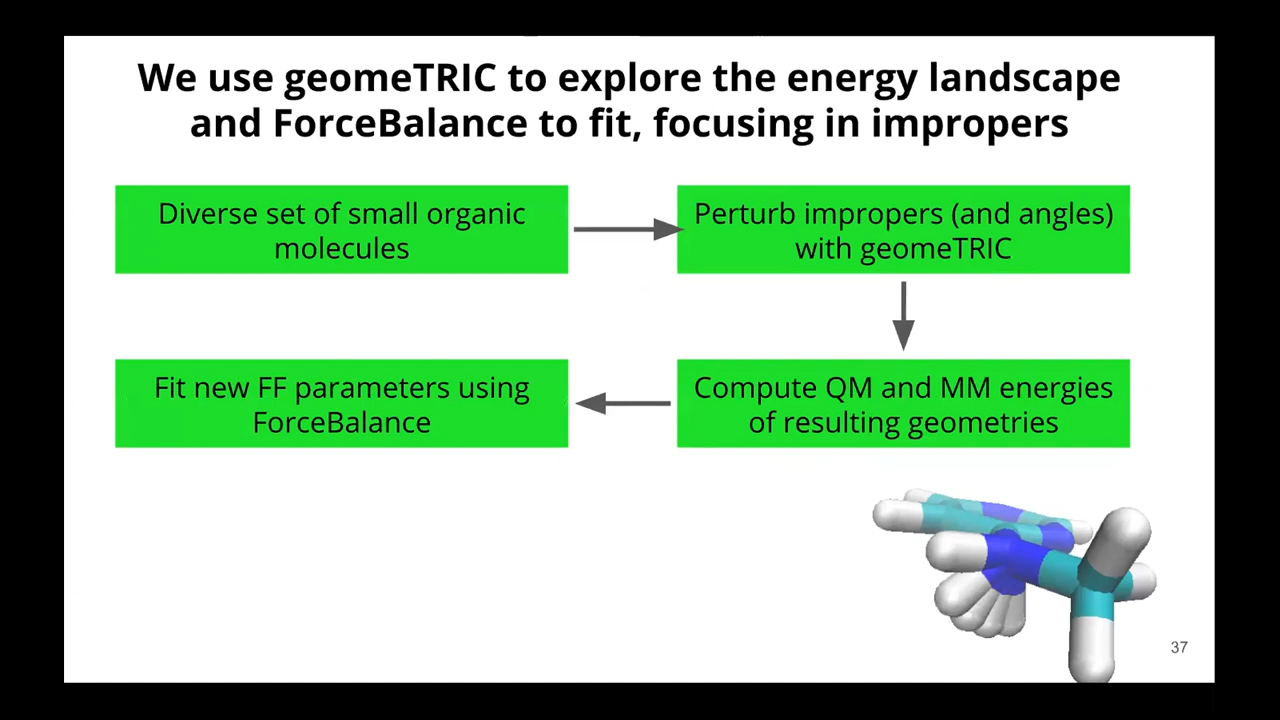 We use geomeTRIC to explore the energy landscape
and ForceBalance to fit, focusing in impropers
Diverse set of small organic
molecules
Perturb impropers (and angles)
with geomeTRIC
Compute QM and MM energies
of resulting geometries
Fit new FF parameters using
ForceBalance
37